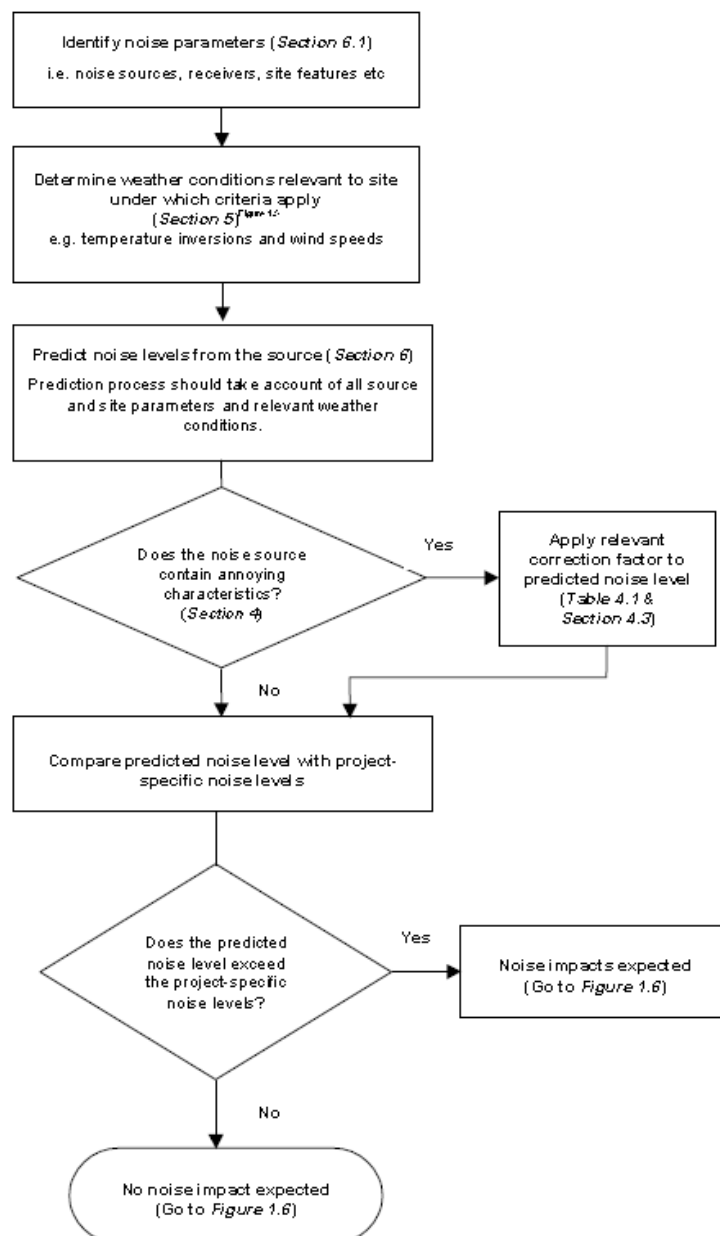 Identify noise parameters (Section 6.1)
i.e. noise sources, receivers, site features etc
Determine weather conditions relevant to site
under which criteria apply
(Section 5)
e.g. temperature inversions and wind speeds
Predict noise levels from the source (Section 6)
Prediction process should take account of all source
and site parameters and relevant weather
conditions.
Does the noise source
contain annoying
characteristics?
(Section 4)
Yes
Apply relevant
correction factor to
predicted noise level
(Table 4.1 &
Section 4.3)
No
Compare predicted noise level with project-
specific noise levels
Does the predicted
noise level exceed
the project-specific
noise levels?
Yes
Noise impacts expected
(Go to Figure 1.6)
No
No noise impact expected
(Go to Figure 1.6)